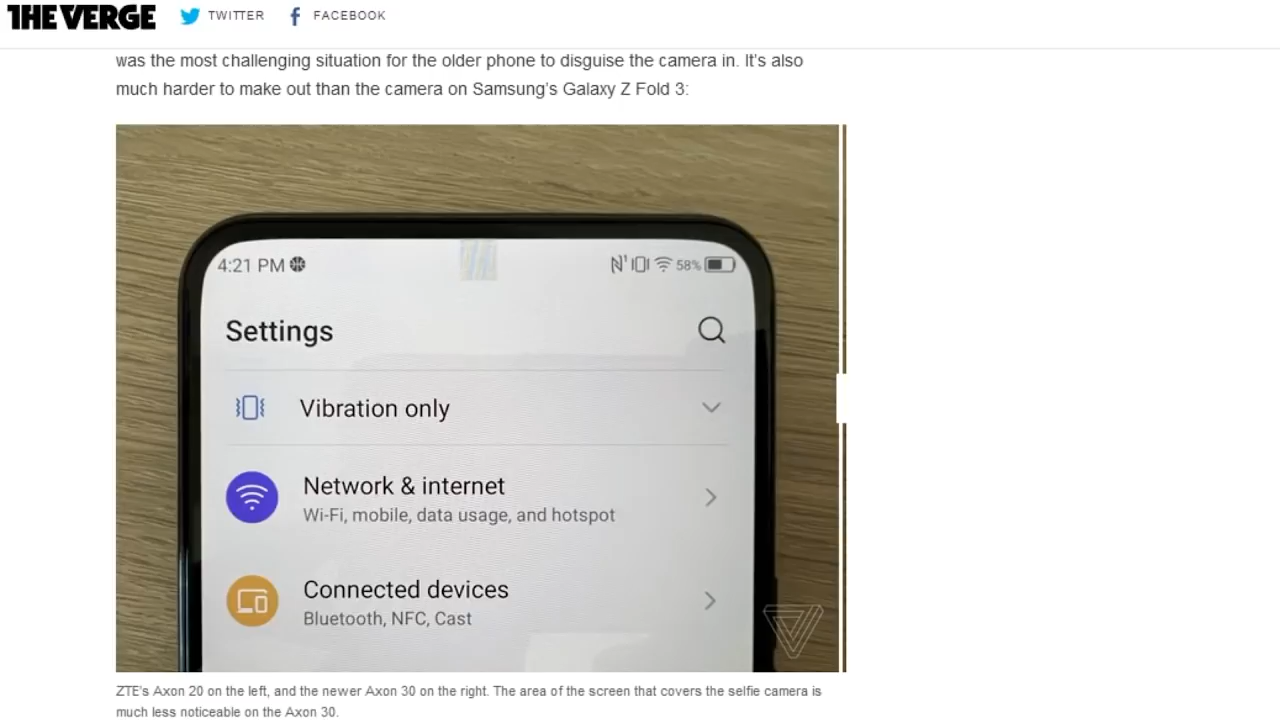 THE VERGE TWITTER FACEBOOK
was the most challenging situation for the older phone to disguise the camera in. It's also
much harder to make out than the camera on Samsung's Galaxy Z Fold 3:
4:21 PM 58%
Settings
Vibration only
Network & internet
Wi-Fi, mobile, data usage, and hotspot
Connected devices
Bluetooth, NFC, Cast
ZTE's Axon 20 on the left, and the newer Axon 30 on the right. The area of the screen that covers the selfie camera is
much less noticeable on the Axon 30.